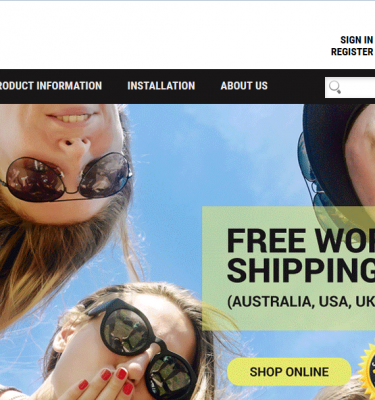 SIGN IN
REGISTER
RODUCT INFORMATION INSTALLATION ABOUT US
FREE WOR
SHIPPING
(AUSTRALIA, USA, UK
SHOP ONLINE